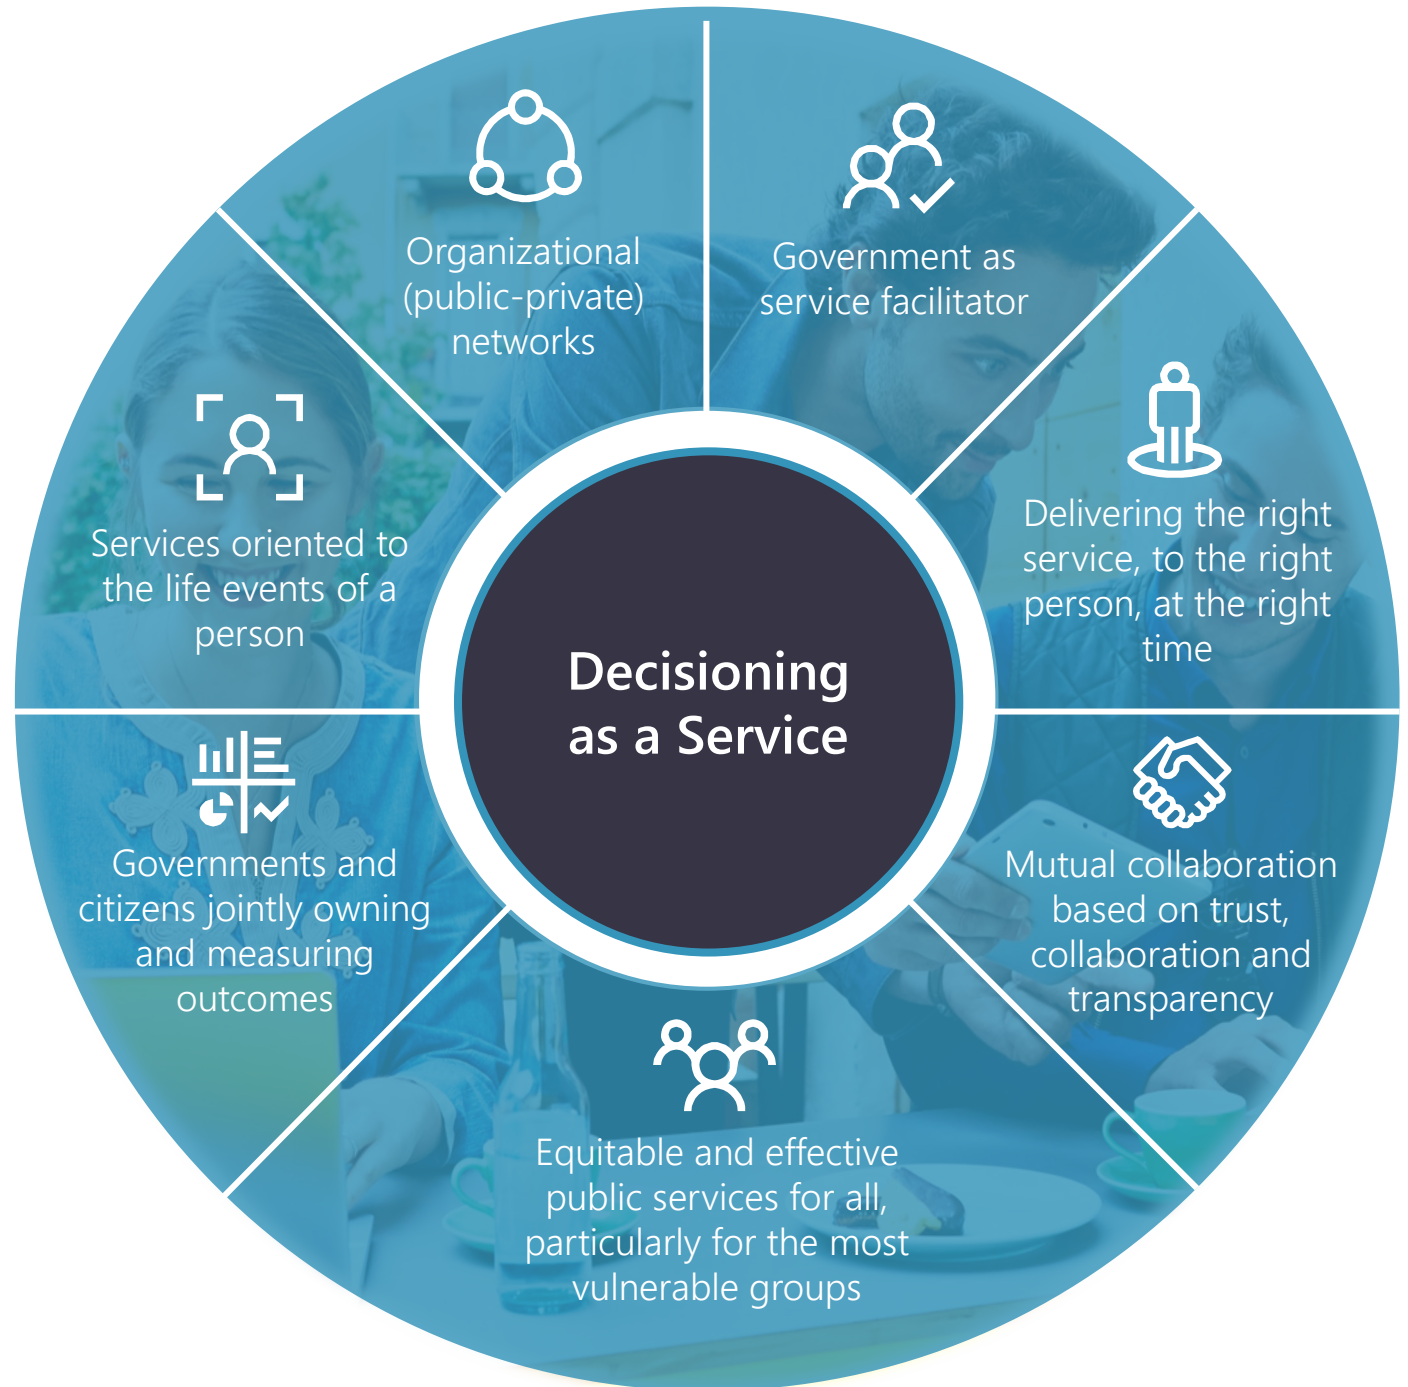 Organizational
(public-private)
networks
Government as
service facilitator
Delivering the right
service, to the right
person, at the right
time
Mutual collaboration
based on trust,
collaboration and
transparency
Equitable and effective
public services for all,
particularly for the most
vulnerable groups
Governments and
citizens jointly owning
and measuring
outcomes
Services oriented to
the life events of a
person
Decisioning
as a Service